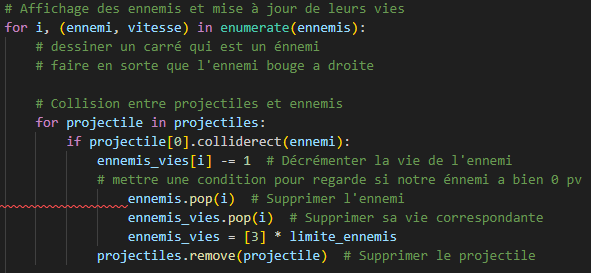 # Affichage des ennemis et mise à jour de leurs vies
for i, (ennemi, vitesse) in enumerate(ennemis):
    # dessiner un carré qui est un énnemi
    # faire en sorte que l'ennemi bouge a droite

    # Collision entre projectiles et ennemis
    for projectile in projectiles:
        if projectile[0].colliderect(ennemi):
            ennemis_vies[i] -= 1  # Décrémenter la vie de l'ennemi
            # mettre une condition pour regarde si notre énnemi a bien 0 pv
                ennemis.pop(i)  # Supprimer l'ennemi
                ennemis_vies.pop(i)  # Supprimer sa vie correspondante
                ennemis_vies = [3] * limite_ennemis
            projectiles.remove(projectile)  # Supprimer le projectile